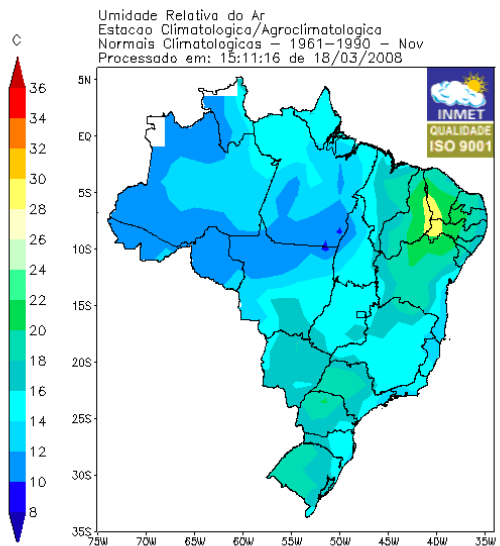 Umidade Relativa do Ar
Estacao Climatologica/Agroclimatologica
Normais Climatologicas – 1961–1990 – Nov
Processado em: 15:11:16 de 18/03/2008
C
36
34
32
30
28
26
24
22
20
18
16
14
12
10
8
5N
EQ
5S
10S
15S
20S
25S
30S
35S
75W 70W 65W 60W 55W 50W 45W 40W 35W
INMET
QUALIDADE
ISO 9001